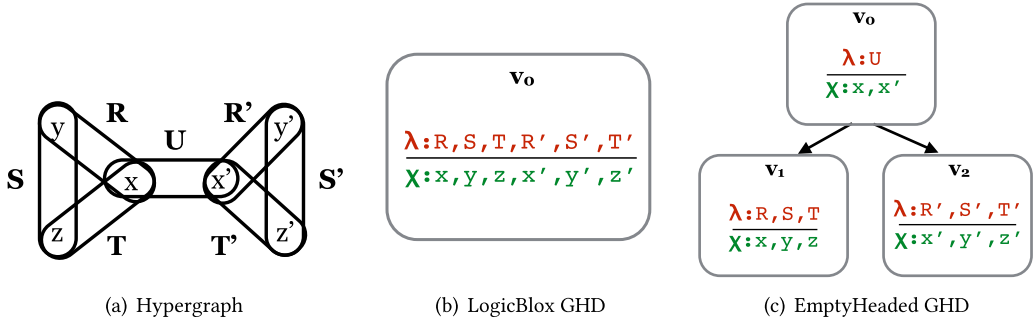 R
R'
y
y'
U
S
x
x'
S'
z
z'
T
T'
(a) Hypergraph
v₀
λ:R,S,T,R′,S′,T′
χ:x,y,z,x′,y′,z′
(b) LogicBlox GHD
v₀
λ:U
χ:x,x′
v₁
λ:R,S,T
χ:x,y,z
v₂
λ:R′,S′,T′
χ:x′,y′,z′
(c) EmptyHeaded GHD